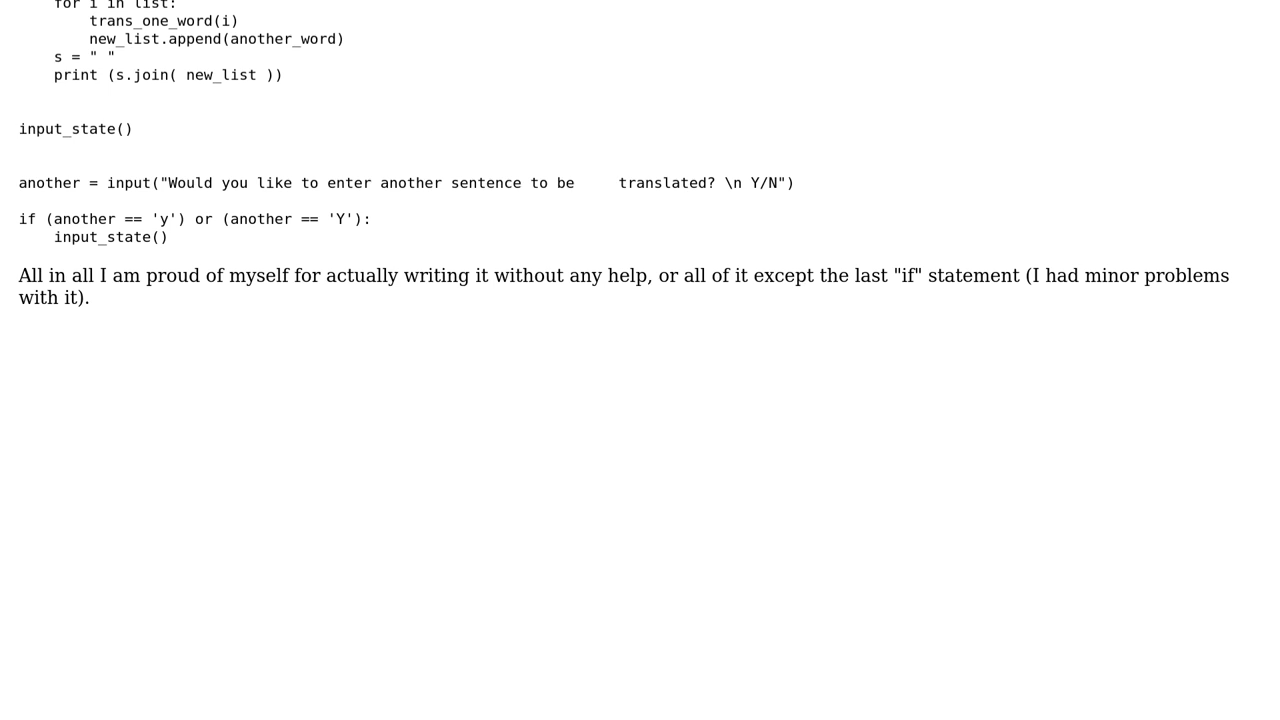 for i in list:
        trans_one_word(i)
        new_list.append(another_word)
    s = " "
    print (s.join( new_list ))
input_state()
another = input("Would you like to enter another sentence to be     translated? \n Y/N")
if (another == 'y') or (another == 'Y'):
    input_state()
All in all I am proud of myself for actually writing it without any help, or all of it except the last "if" statement (I had minor problems
with it).